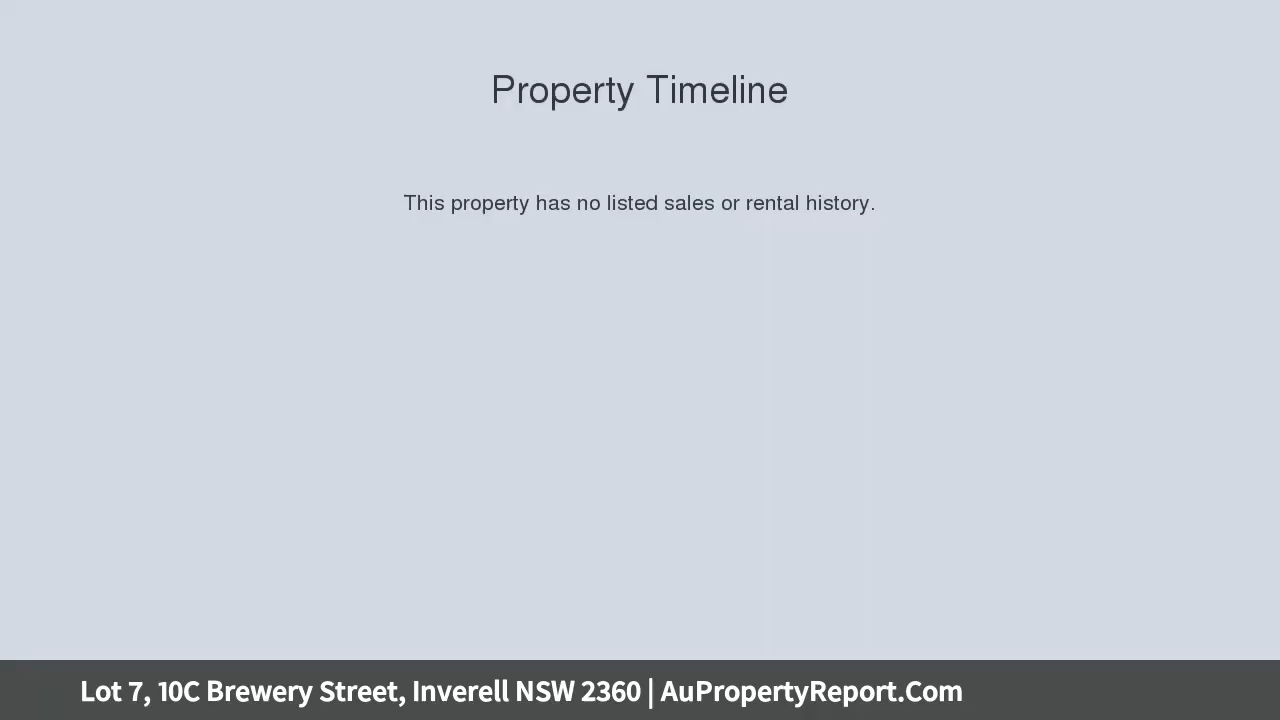 Property Timeline
This property has no listed sales or rental history.
Lot 7, 10C Brewery Street, Inverell NSW 2360 | AuPropertyReport.Com